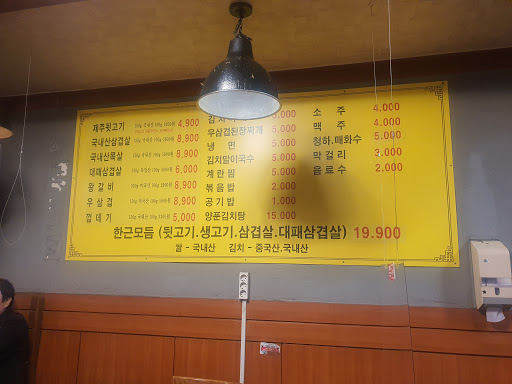 제주뒷고기 4,900
국내산삼겹살 8,900
국내산목살 8,900
대패삼겹살 6,000
왕갈비 8,900
우삼겹 8,900
껍데기 5,000
김치
우삼겹된장찌개 5,000
냉면 5,000
김치말이국수 5,000
계란찜 5,000
볶음밥 2,000
공기밥 1,000
양푼김치탕 15.000
소주 4.000
맥주 4.000
청하.매화수 5.000
막걸리 3.000
음료수 2.000
한근모듬 (뒷고기.생고기.삼겹살.대패삼겹살) 19.900
쌀 - 국내산 김치 - 중국산.국내산